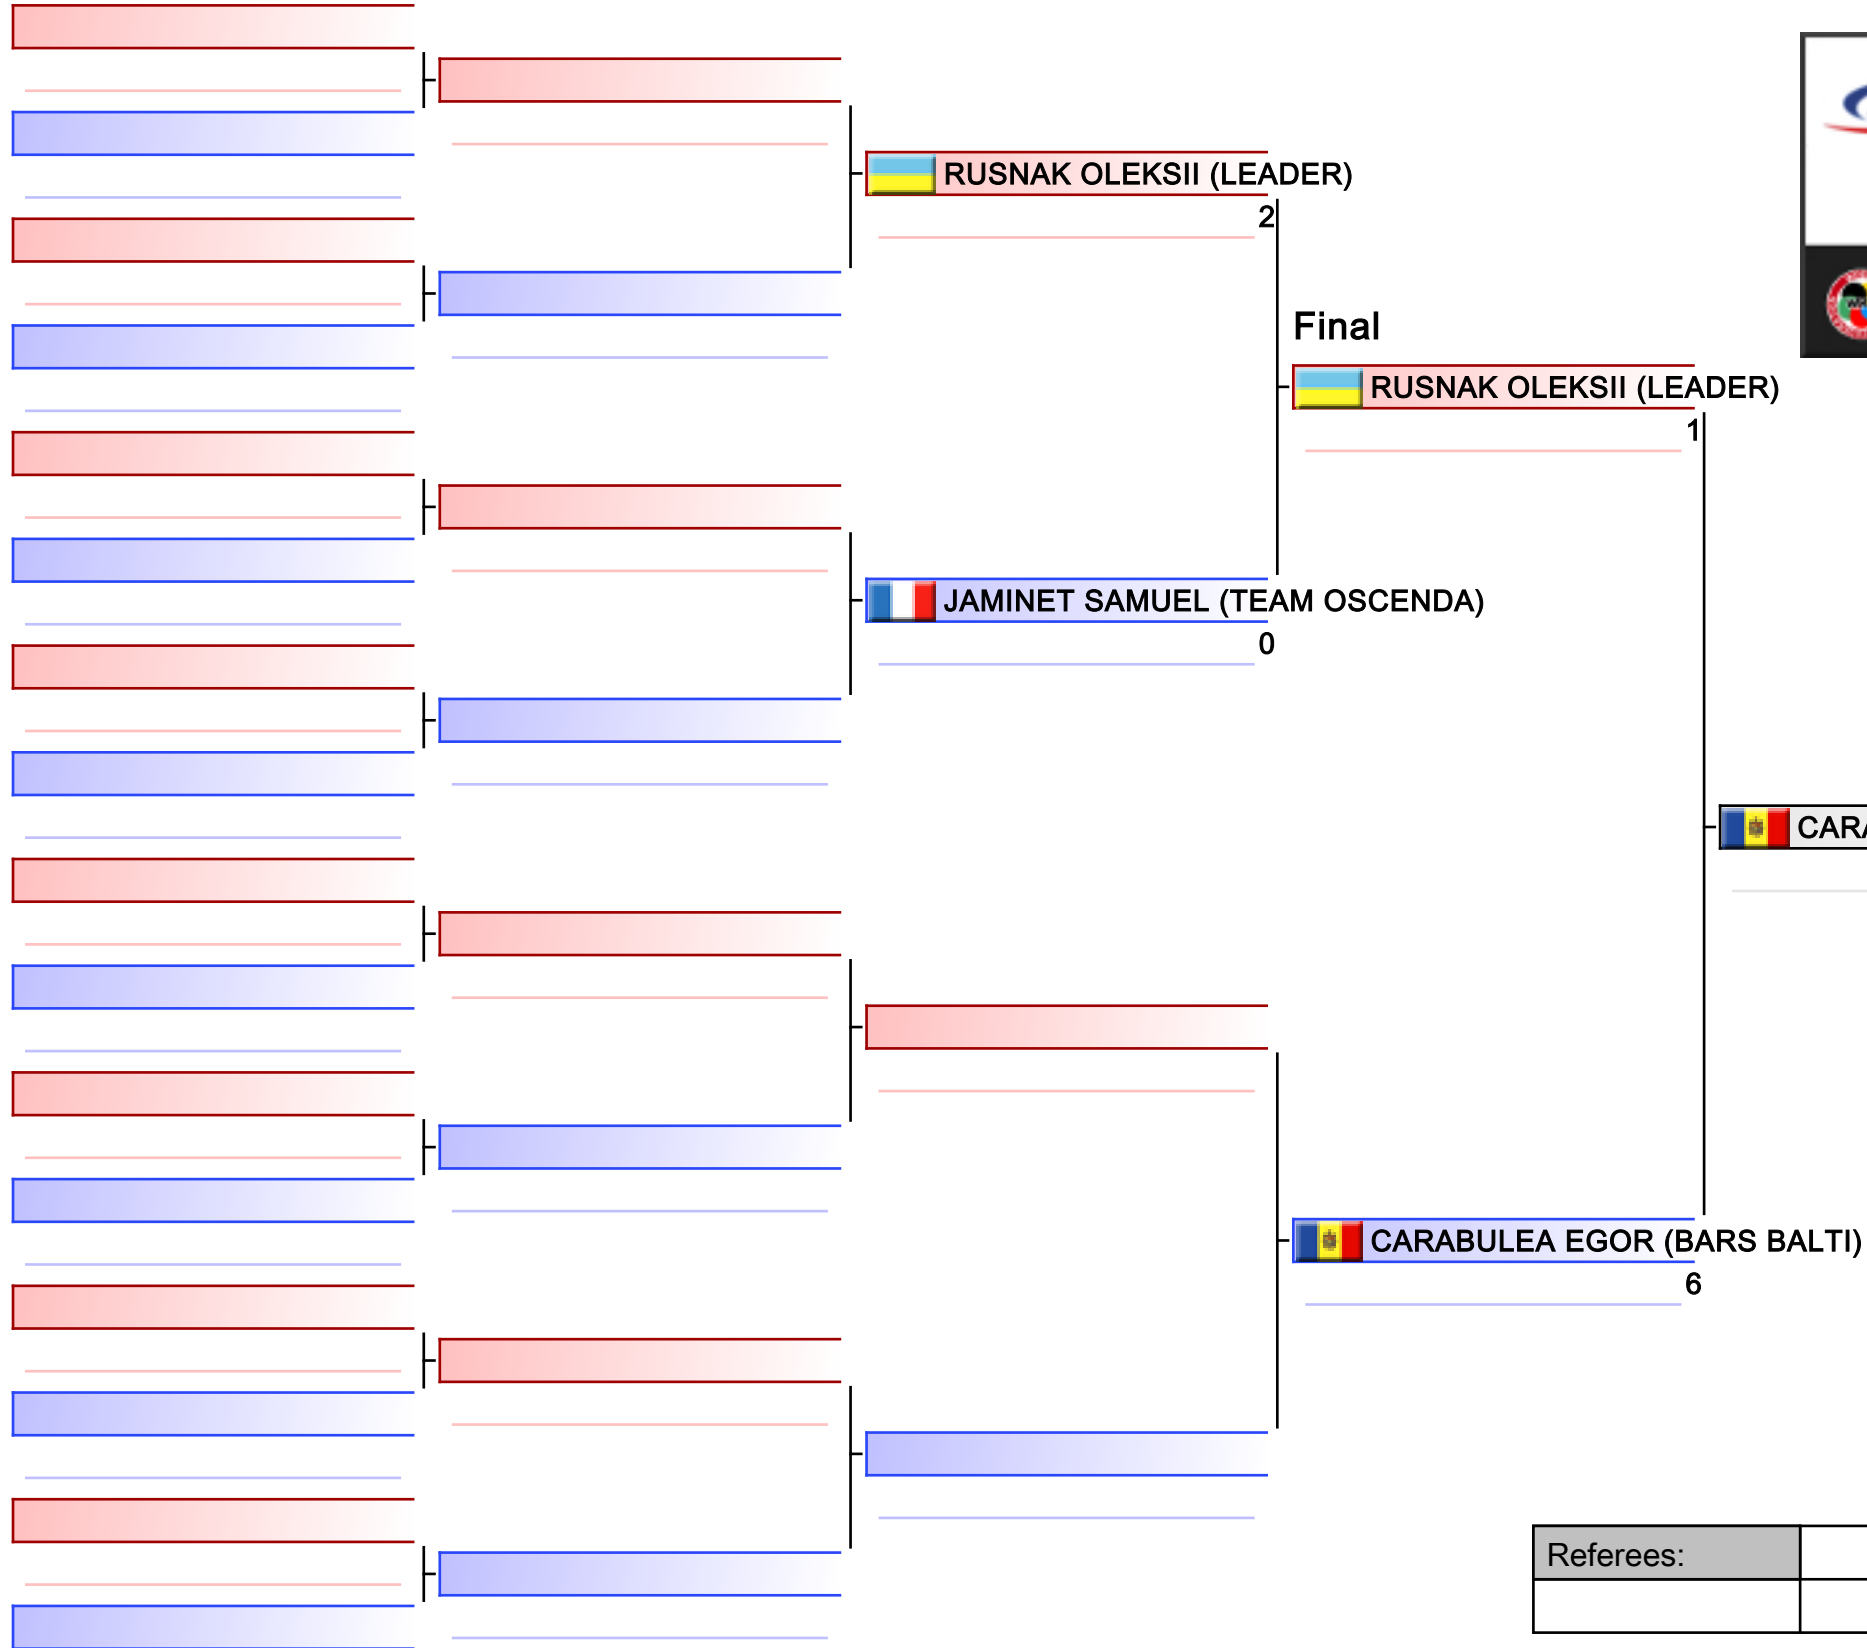 RUSNAK OLEKSII (LEADER)
2
Final
RUSNAK OLEKSII (LEADER)
1
JAMINET SAMUEL (TEAM OSCENDA)
0
CARABULEA EGOR (BARS BALTI)
6
Referees: